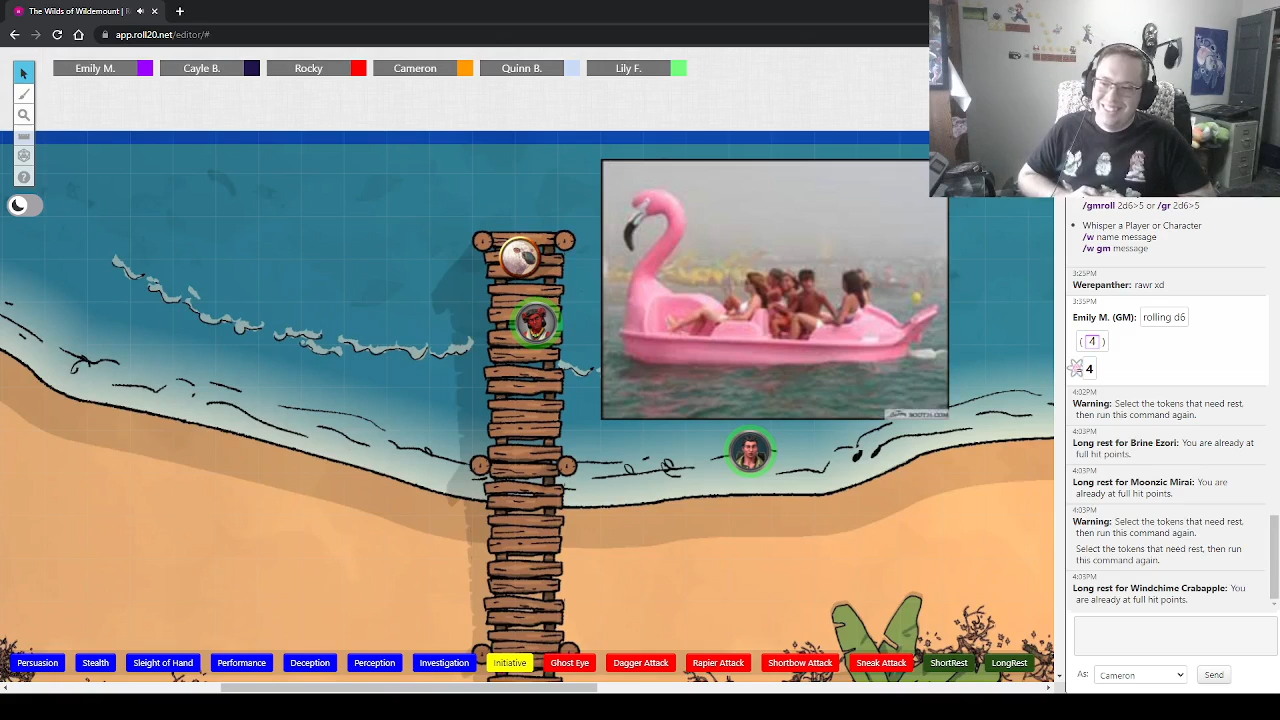 The Wilds of Wildemount |
app.roll20.net/editor/#
Emily M.
Cayle B.
Rocky
Cameron
Quinn B.
Lily F.
/gmroll 2d6>5 or /gr 2d6>5
Whisper a Player or Character
/w name message
/w gm message
3:25PM
Werepanther: rawr xd
3:35PM
Emily M. (GM): rolling d6
(4)
4
4:02PM
Warning: Select the tokens that need rest,
then run this command again.
4:03PM
Long rest for Brine Ezori: You are already at
full hit points.
4:03PM
Long rest for Moonzic Mirai: You are
already at full hit points.
4:03PM
Warning: Select the tokens that need rest,
then run this command again.
Select the tokens that need rest, then run
this command again.
4:03PM
Long rest for Windchime Crabapple: You
are already at full hit points.
Persuasion
Stealth
Sleight of Hand
Performance
Deception
Perception
Investigation
Initiative
Ghost Eye
Dagger Attack
Rapier Attack
Shortbow Attack
Sneak Attack
ShortRest
LongRest
As:
Cameron
Send